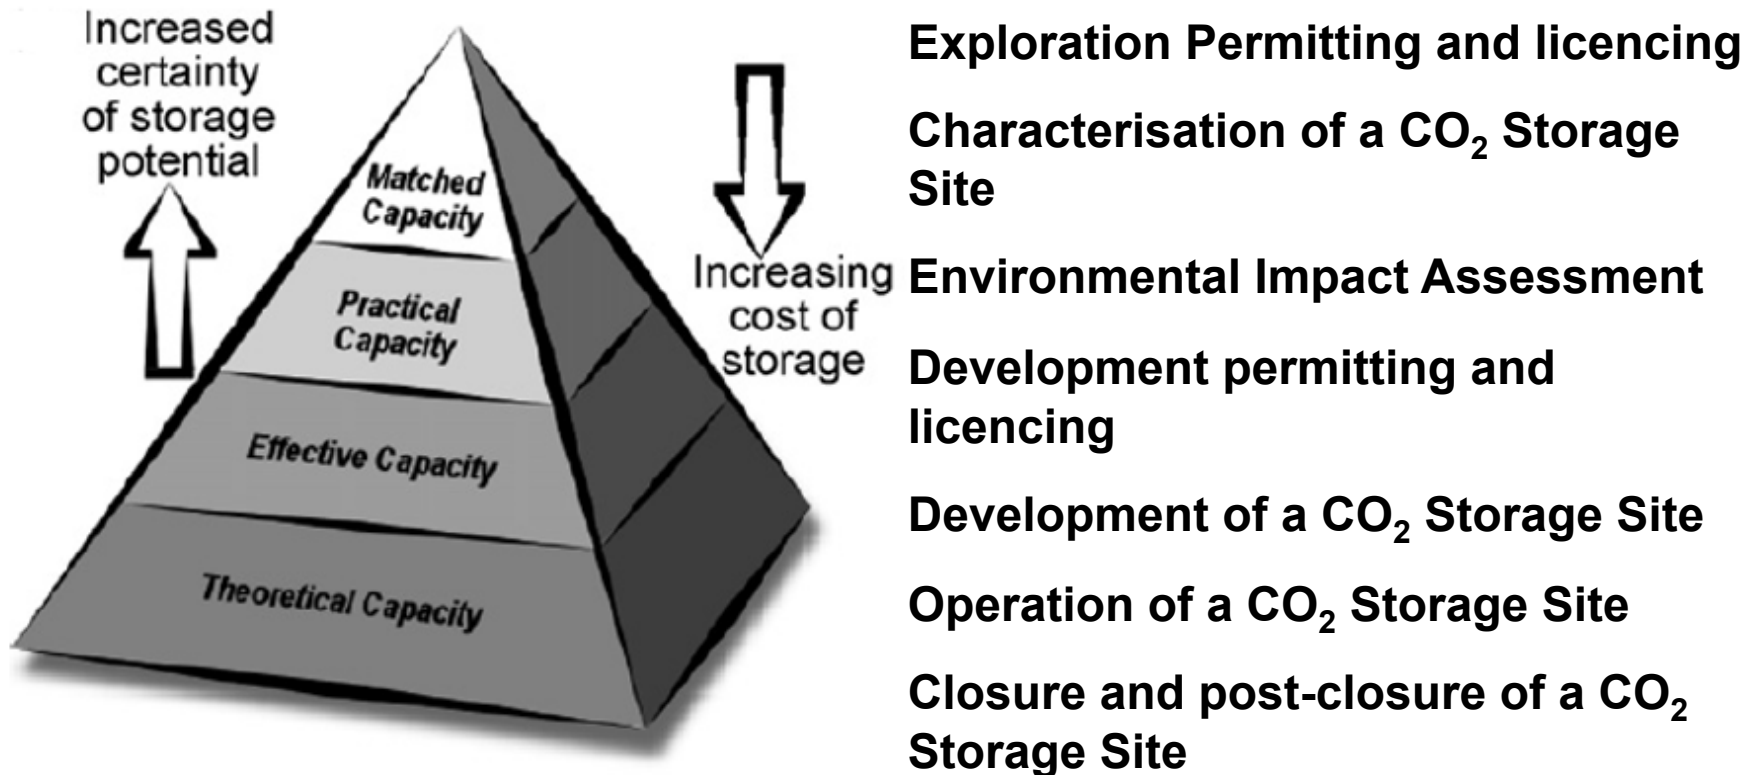 Increased
certainty
of storage
potential
Matched
Capacity
Practical
Capacity
Effective Capacity
Theoretical Capacity
Increasing
cost of
storage
Exploration Permitting and licencing
Characterisation of a CO₂ Storage
Site
Environmental Impact Assessment
Development permitting and
licencing
Development of a CO₂ Storage Site
Operation of a CO₂ Storage Site
Closure and post-closure of a CO₂
Storage Site